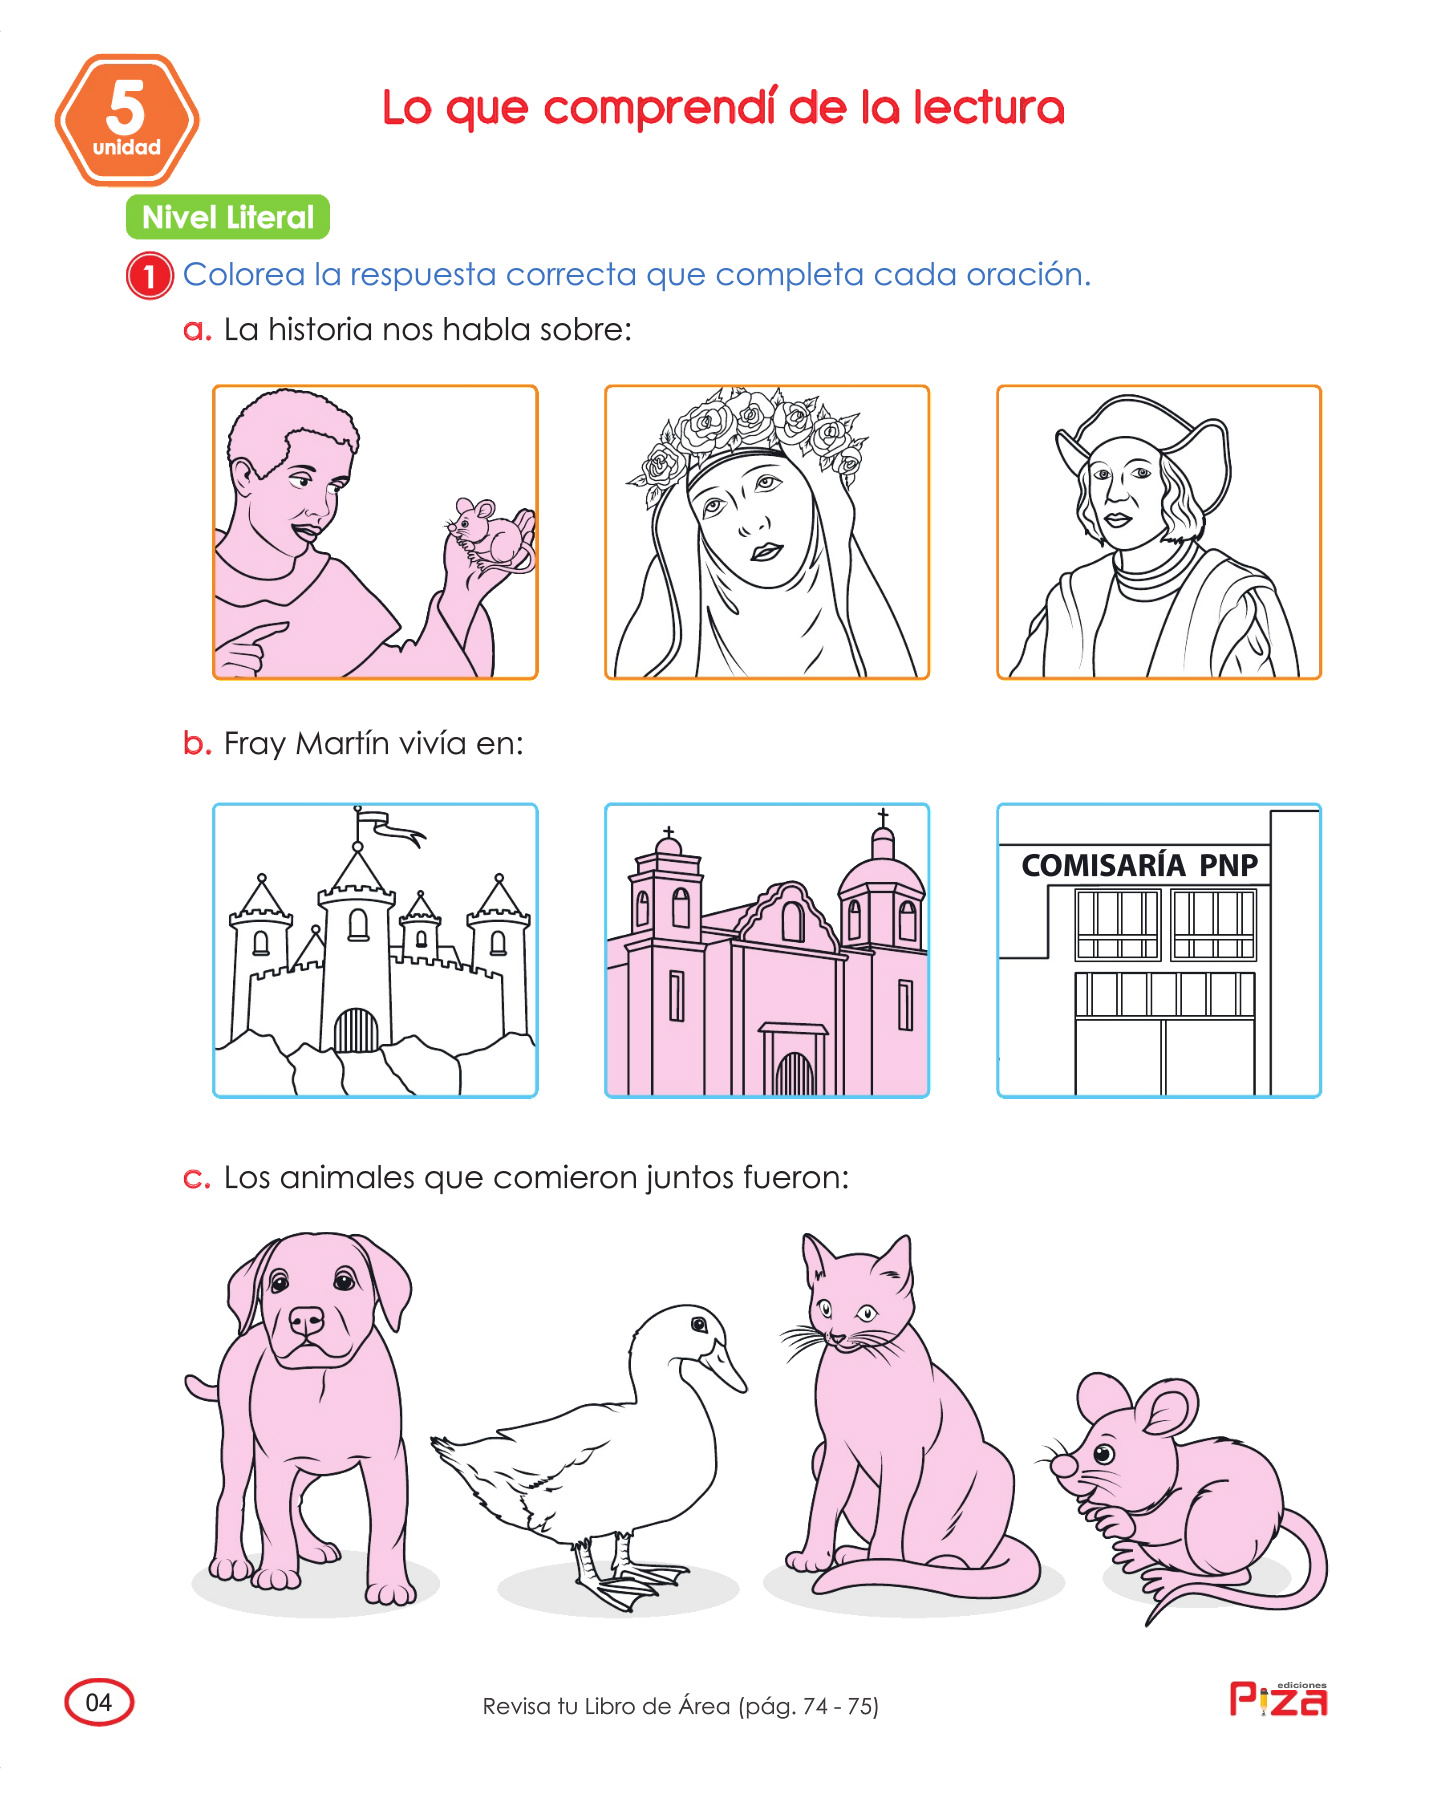 5
unidad
Lo que comprendí de la lectura
Nivel Literal
1 Colorea la respuesta correcta que completa cada oración.
a. La historia nos habla sobre:
b. Fray Martín vivía en:
COMISARÍA PNP
c. Los animales que comieron juntos fueron:
04
Revisa tu Libro de Área (pág. 74 - 75)
ediciones
Piza